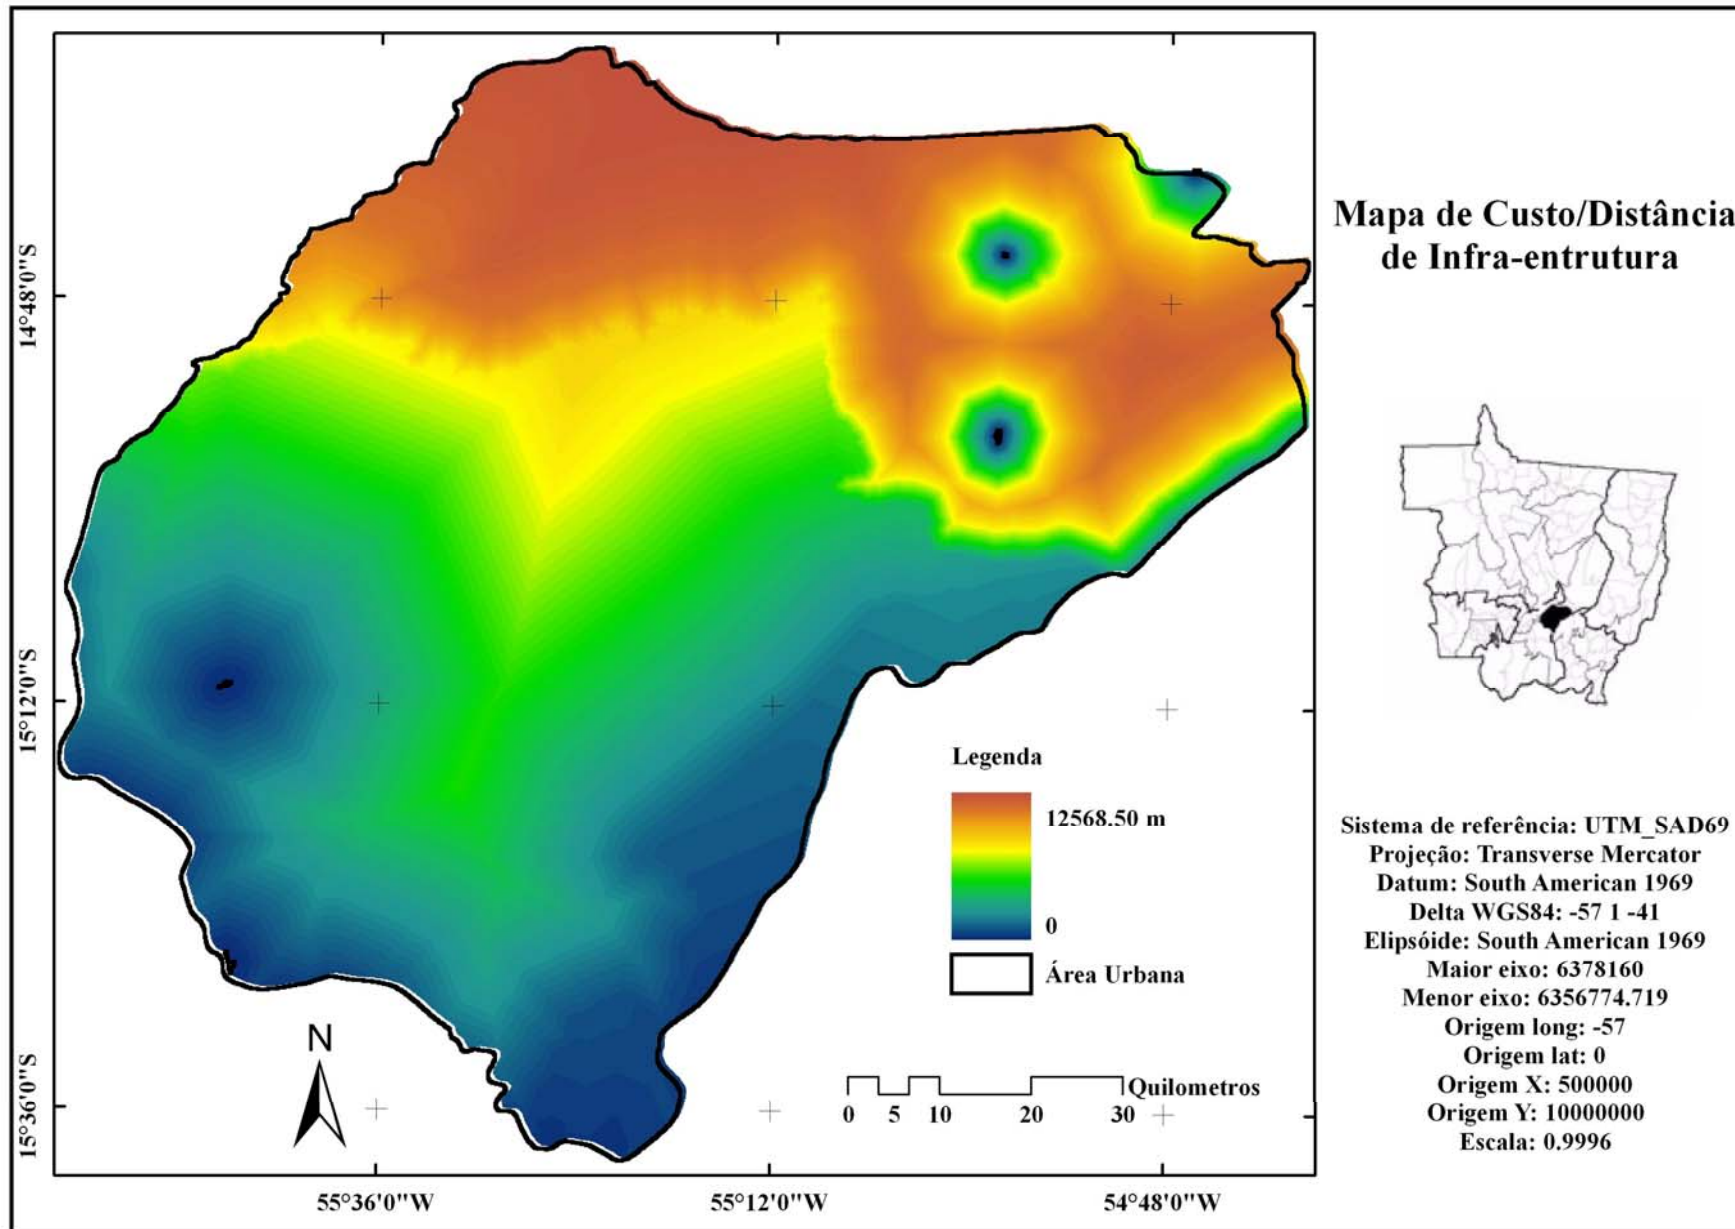 Mapa de Custo/Distância
de Infra-entrutura
14°48'0"S
15°12'0"S
15°36'0"S
55°36'0"W
55°12'0"W
54°48'0"W
Legenda
12568.50 m
0
Área Urbana
N
Quilometros
0 5 10 20 30
Sistema de referência: UTM_SAD69
Projeção: Transverse Mercator
Datum: South American 1969
Delta WGS84: -57 1 -41
Elipsóide: South American 1969
Maior eixo: 6378160
Menor eixo: 6356774.719
Origem long: -57
Origem lat: 0
Origem X: 500000
Origem Y: 10000000
Escala: 0.9996